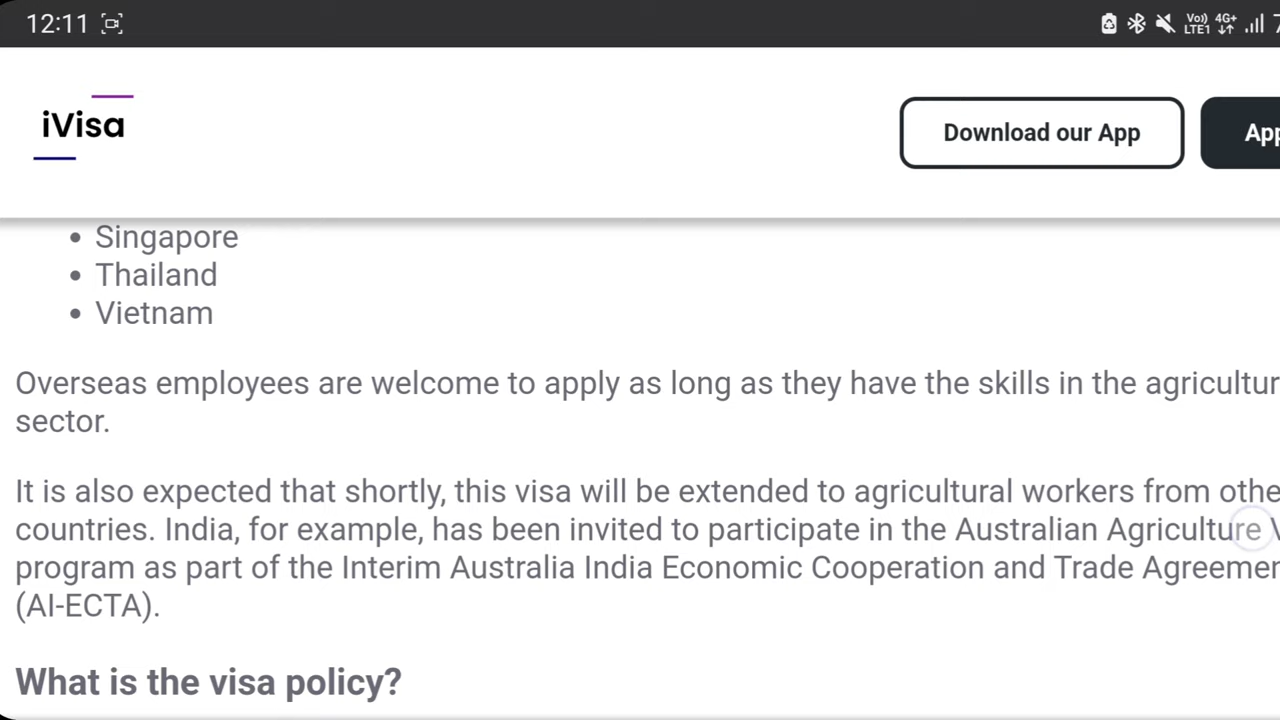 12:11
Vo)) LTE1 4G+
iVisa
Download our App
App
Singapore
Thailand
Vietnam
Overseas employees are welcome to apply as long as they have the skills in the agricultur
sector.
It is also expected that shortly, this visa will be extended to agricultural workers from othe
countries. India, for example, has been invited to participate in the Australian Agriculture V
program as part of the Interim Australia India Economic Cooperation and Trade Agreemen
(AI-ECTA).
What is the visa policy?